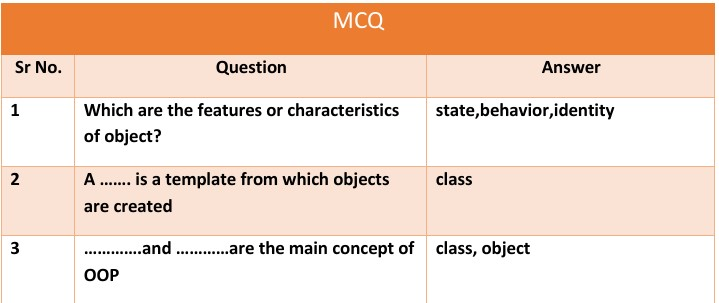 MCQ
Sr No. Question Answer
1 Which are the features or characteristics state,behavior,identity
of object?
2 A ……. is a template from which objects class
are created
3 ………….and …………are the main concept of class, object
OOP